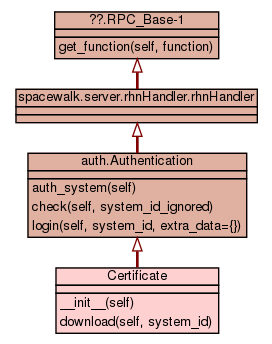 ??.RPC_Base-1
get_function(self, function)
spacewalk.server.rhnHandler.rhnHandler
auth.Authentication
auth_system(self)
check(self, system_id_ignored)
login(self, system_id, extra_data={})
Certificate
__init__(self)
download(self, system_id)